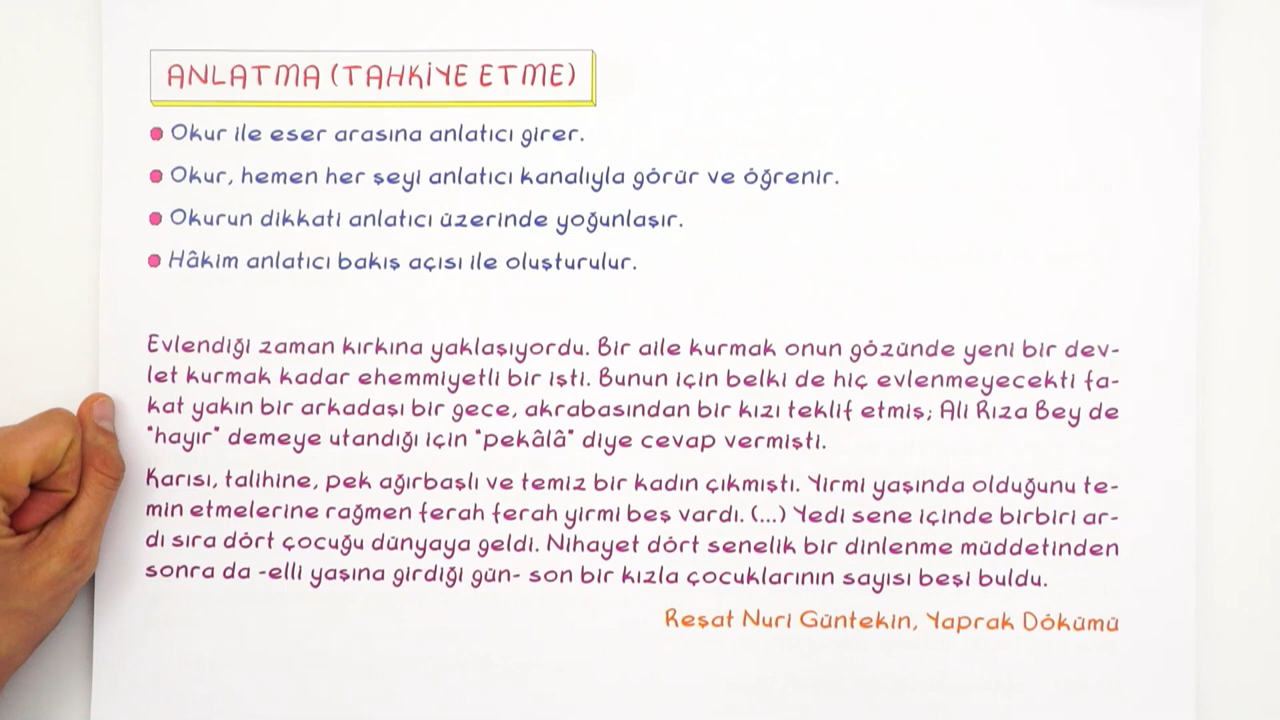 ANLATMA (TAHKİYE ETME)
Okur ile eser arasına anlatıcı girer.
Okur, hemen her şeyi anlatıcı kanalıyla görür ve öğrenir.
Okurun dikkati anlatıcı üzerinde yoğunlaşır.
Hâkim anlatıcı bakış açısı ile oluşturulur.
Evlendiği zaman kırkına yaklaşıyordu. Bir aile kurmak onun gözünde yeni bir dev-
let kurmak kadar ehemmiyetli bir işti. Bunun için belki de hiç evlenmeyecekti fa-
kat yakın bir arkadaşı bir gece, akrabasından bir kızı teklif etmiş; Ali Rıza Bey de
"hayır" demeye utandığı için "pekâlâ" diye cevap vermişti.
Karısı, talihine, pek ağırbaşlı ve temiz bir kadın çıkmıştı. Yirmi yaşında olduğunu te-
min etmelerine rağmen ferah ferah yirmi beş vardı. (...) Yedi sene içinde birbiri ar-
dı sıra dört çocuğu dünyaya geldi. Nihayet dört senelik bir dinlenme müddetinden
sonra da -elli yaşına girdiği gün- son bir kızla çocuklarının sayısı beşi buldu.
Reşat Nuri Güntekin, Yaprak Dökümü